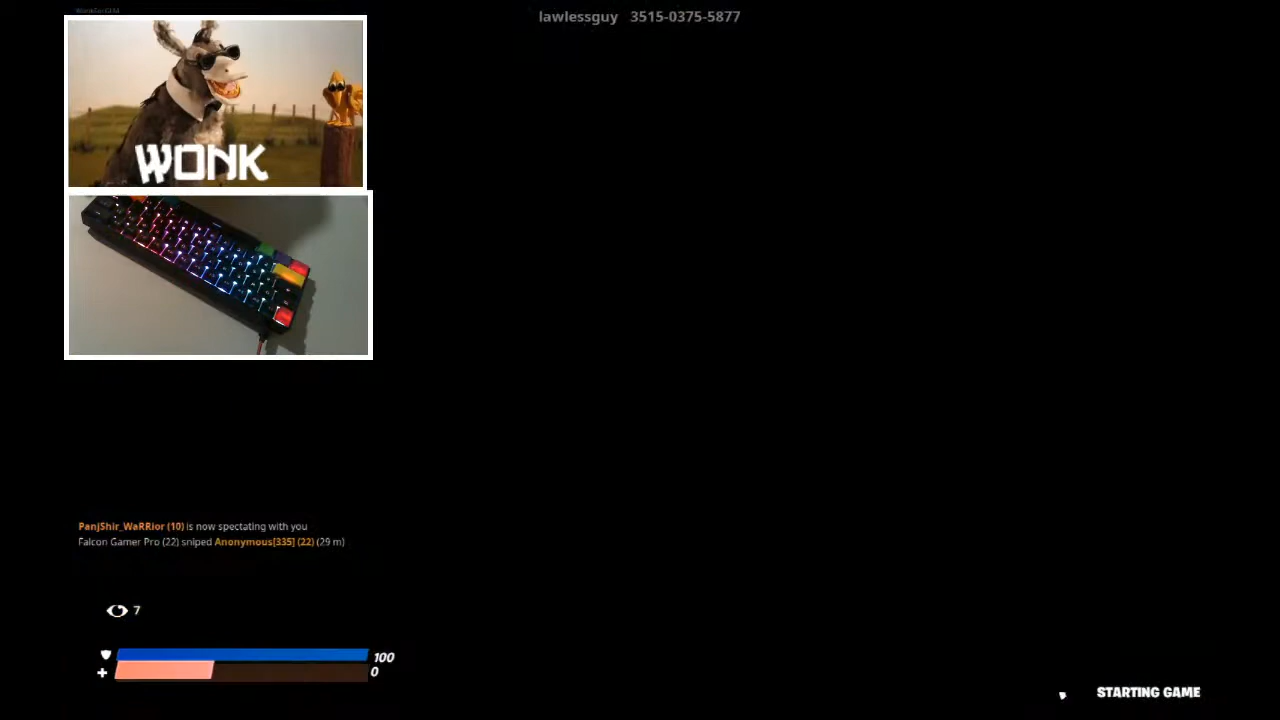 lawlessguy 3515-0375-5877
WONK
PanJShir_WaRRior (10) is now spectating with you
Falcon Gamer Pro (22) sniped Anonymous[335] (22) (29 m)
7
100
0
STARTING GAME